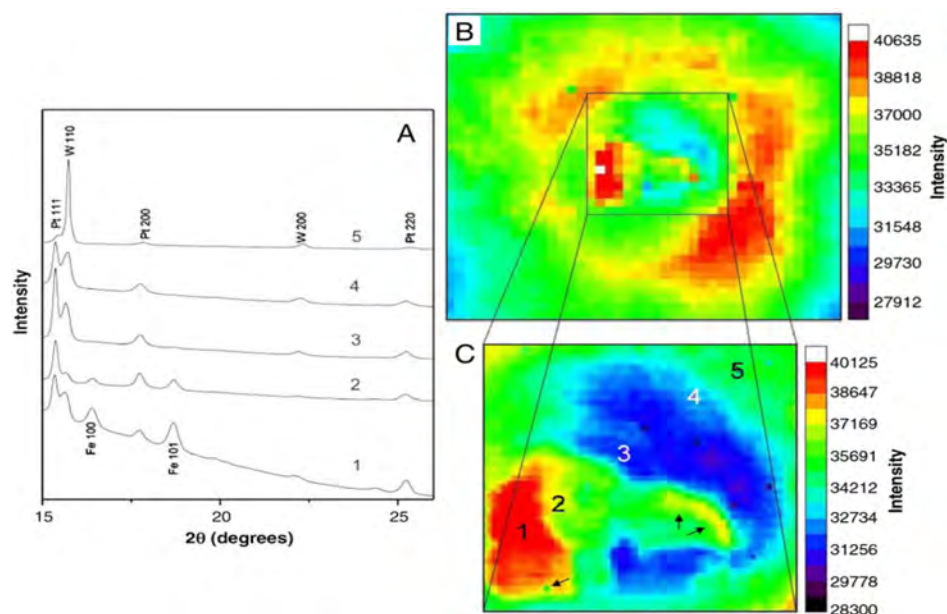 A
Pt 111
W 110
Pt 200
W 200
Pt 220
5
4
3
2
1
Fe 100
Fe 101
Intensity
15
20
25
2θ (degrees)
B
40635
38818
37000
35182
33365
31548
29730
27912
Intensity
C
5
4
3
2
1
40125
38647
37169
35691
34212
32734
31256
29778
28300
Intensity